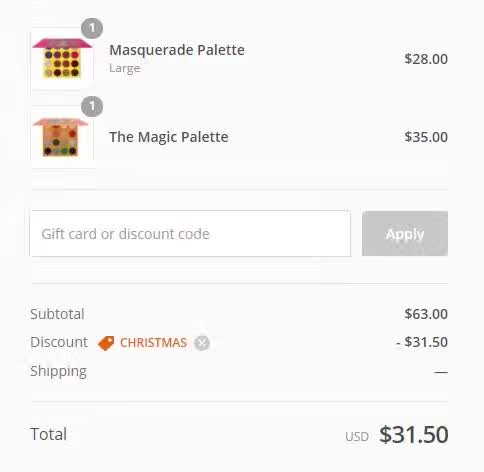 1
Masquerade Palette
Large
$28.00
1
The Magic Palette
$35.00
Gift card or discount code
Apply
Subtotal
$63.00
Discount CHRISTMAS
- $31.50
Shipping
—
Total
USD $31.50